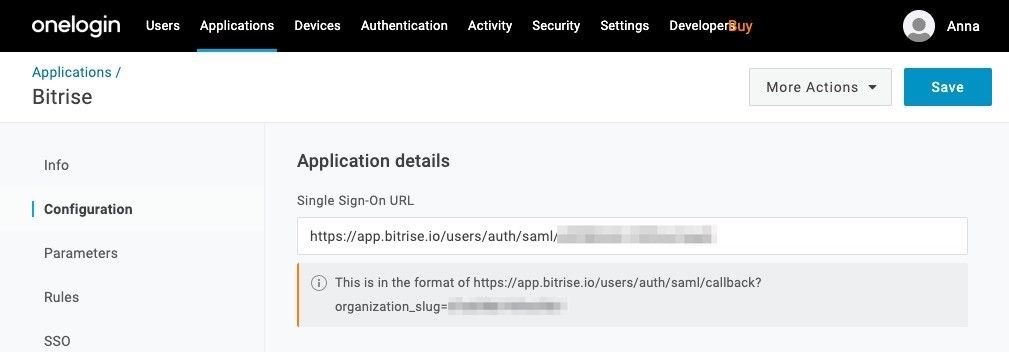 onelogin Users Applications Devices Authentication Activity Security Settings Developers Buy Anna
Applications /
Bitrise
More Actions
Save
Info
Configuration
Parameters
Rules
SSO
Application details
Single Sign-On URL
https://app.bitrise.io/users/auth/saml/
This is in the format of https://app.bitrise.io/users/auth/saml/callback?
organization_slug=